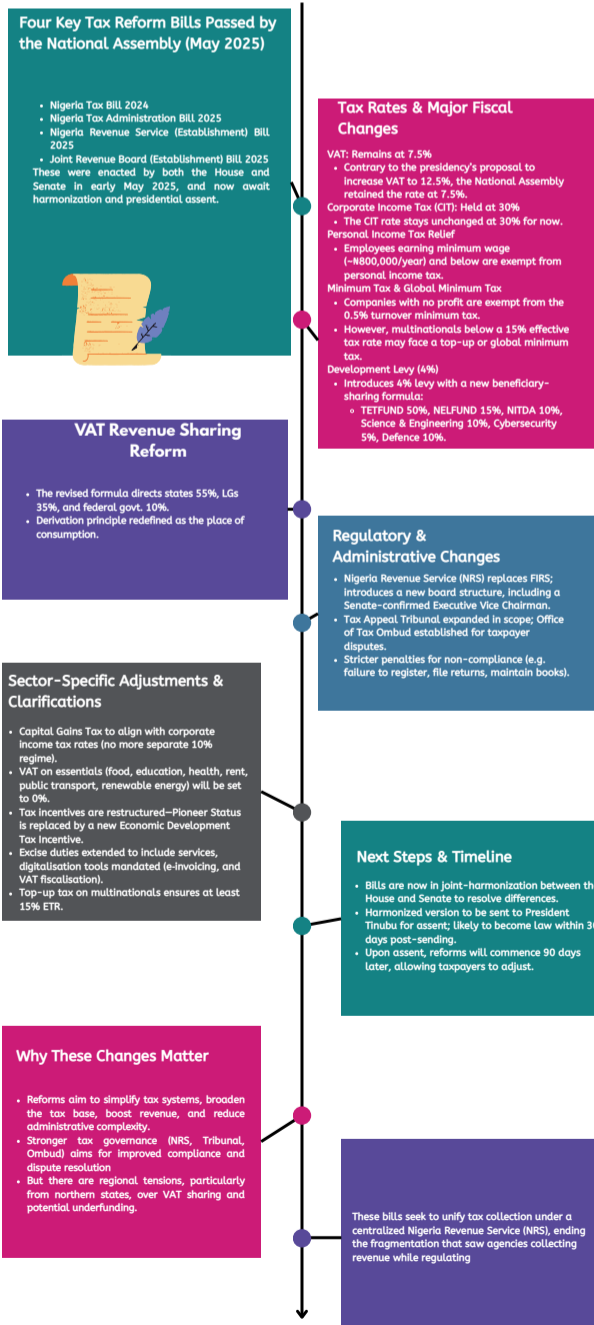 Four Key Tax Reform Bills Passed by
the National Assembly (May 2025)
• Nigeria Tax Bill 2024
• Nigeria Tax Administration Bill 2025
• Nigeria Revenue Service (Establishment) Bill
2025
• Joint Revenue Board (Establishment) Bill 2025
These were enacted by both the House and
Senate in early May 2025, and now await
harmonization and presidential assent.
Tax Rates & Major Fiscal
Changes
VAT: Remains at 7.5%
• Contrary to the presidency's proposal to
increase VAT to 12.5%, the National Assembly
retained the rate at 7.5%.
Corporate Income Tax (CIT): Held at 30%
• The CIT rate stays unchanged at 30% for now.
Personal Income Tax Relief
• Employees earning minimum wage
(~₦800,000/year) and below are exempt from
personal income tax.
Minimum Tax & Global Minimum Tax
• Companies with no profit are exempt from the
0.5% turnover minimum tax.
• However, multinationals below a 15% effective
tax rate may face a top-up or global minimum
tax.
Development Levy (4%)
• Introduces 4% levy with a new beneficiary-
sharing formula:
○ TETFUND 50%, NELFUND 15%, NITDA 10%,
Science & Engineering 10%, Cybersecurity
5%, Defence 10%.
VAT Revenue Sharing
Reform
• The revised formula directs states 55%, LGs
35%, and federal govt. 10%.
• Derivation principle redefined as the place of
consumption.
Regulatory &
Administrative Changes
• Nigeria Revenue Service (NRS) replaces FIRS;
introduces a new board structure, including a
Senate-confirmed Executive Vice Chairman.
• Tax Appeal Tribunal expanded in scope; Office
of Tax Ombud established for taxpayer
disputes.
• Stricter penalties for non-compliance (e.g.
failure to register, file returns, maintain books).
Sector-Specific Adjustments &
Clarifications
• Capital Gains Tax to align with corporate
income tax rates (no more separate 10%
regime).
• VAT on essentials (food, education, health, rent,
public transport, renewable energy) will be set
to 0%.
• Tax incentives are restructured—Pioneer Status
is replaced by a new Economic Development
Tax Incentive.
• Excise duties extended to include services,
digitalisation tools mandated (e-invoicing, and
VAT fiscalisation).
• Top-up tax on multinationals ensures at least
15% ETR.
Next Steps & Timeline
• Bills are now in joint-harmonization between
House and Senate to resolve differences.
• Harmonized version to be sent to President
Tinubu for assent; likely to become law within
days post-sending.
• Upon assent, reforms will commence 90 days
later, allowing taxpayers to adjust.
Why These Changes Matter
• Reforms aim to simplify tax systems, broaden
the tax base, boost revenue, and reduce
administrative complexity.
• Stronger tax governance (NRS, Tribunal,
Ombud) aims for improved compliance and
dispute resolution
• But there are regional tensions, particularly
from northern states, over VAT sharing and
potential underfunding.
These bills seek to unify tax collection under a
centralized Nigeria Revenue Service (NRS), ending
the fragmentation that saw agencies collecting
revenue while regulating